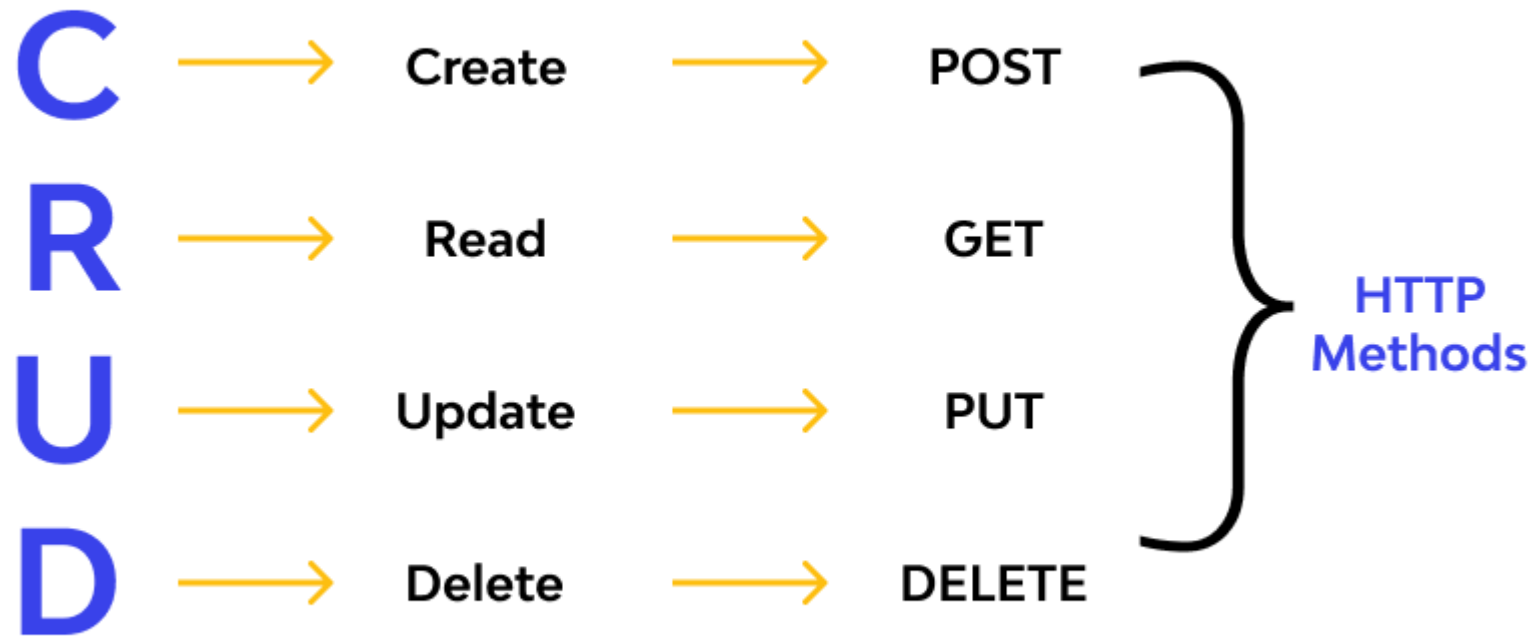 C Create POST
R Read GET
HTTP
Methods
U Update PUT
D Delete DELETE